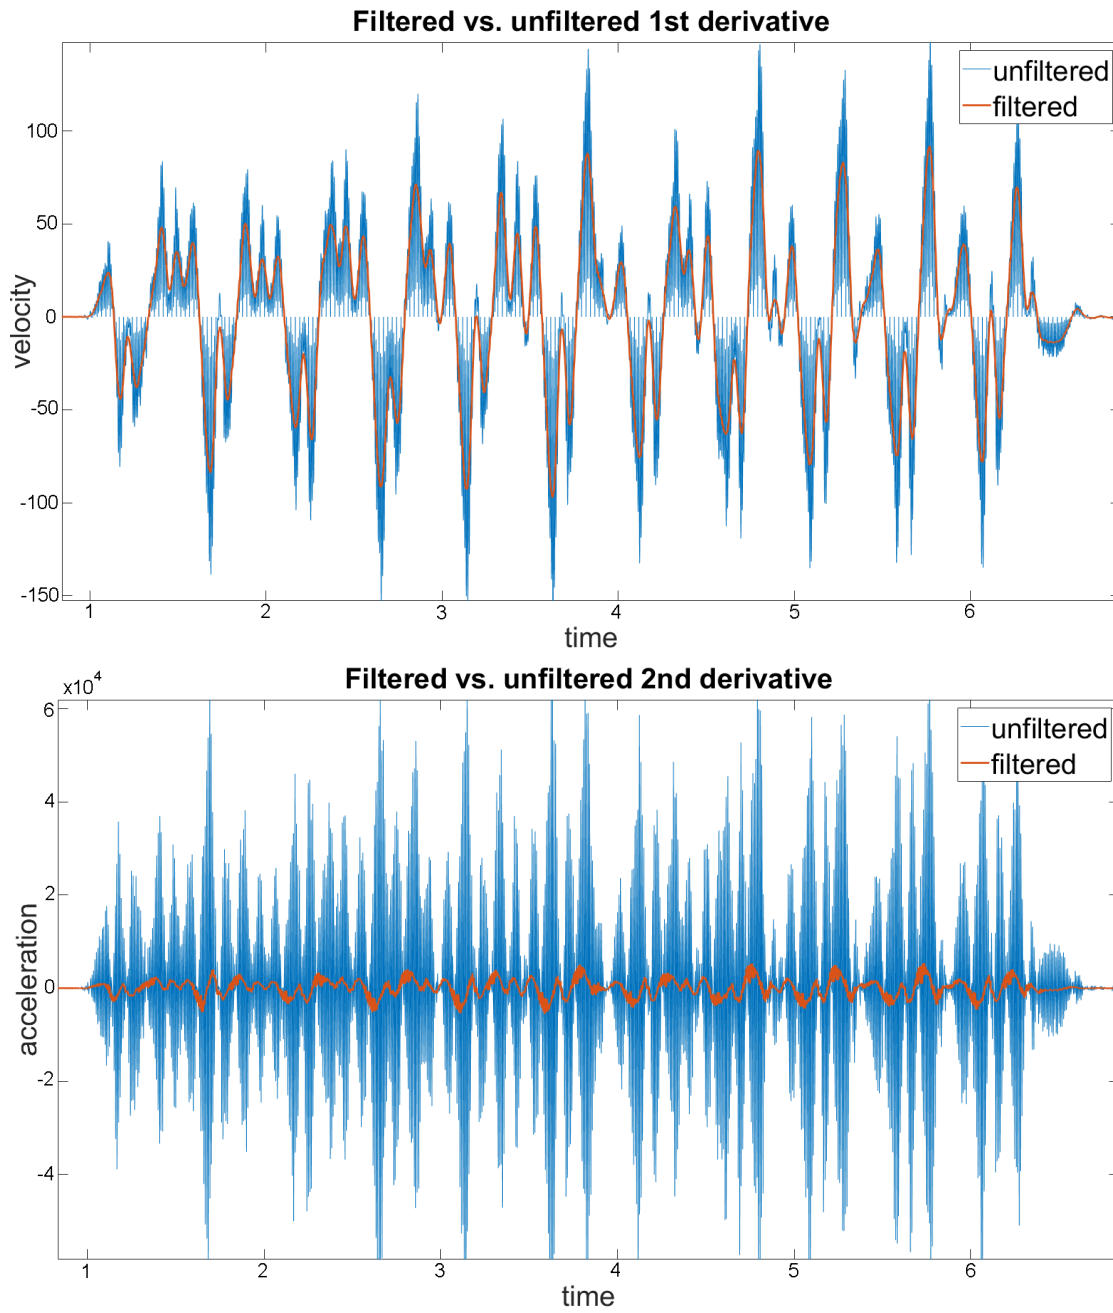 Filtered vs. unfiltered 1st derivative
unfiltered
filtered
100
50
0
-50
-100
-150
velocity
1 2 3 4 5 6
time
Filtered vs. unfiltered 2nd derivative
x10^4
unfiltered
filtered
6
4
2
0
-2
-4
acceleration
1 2 3 4 5 6
time